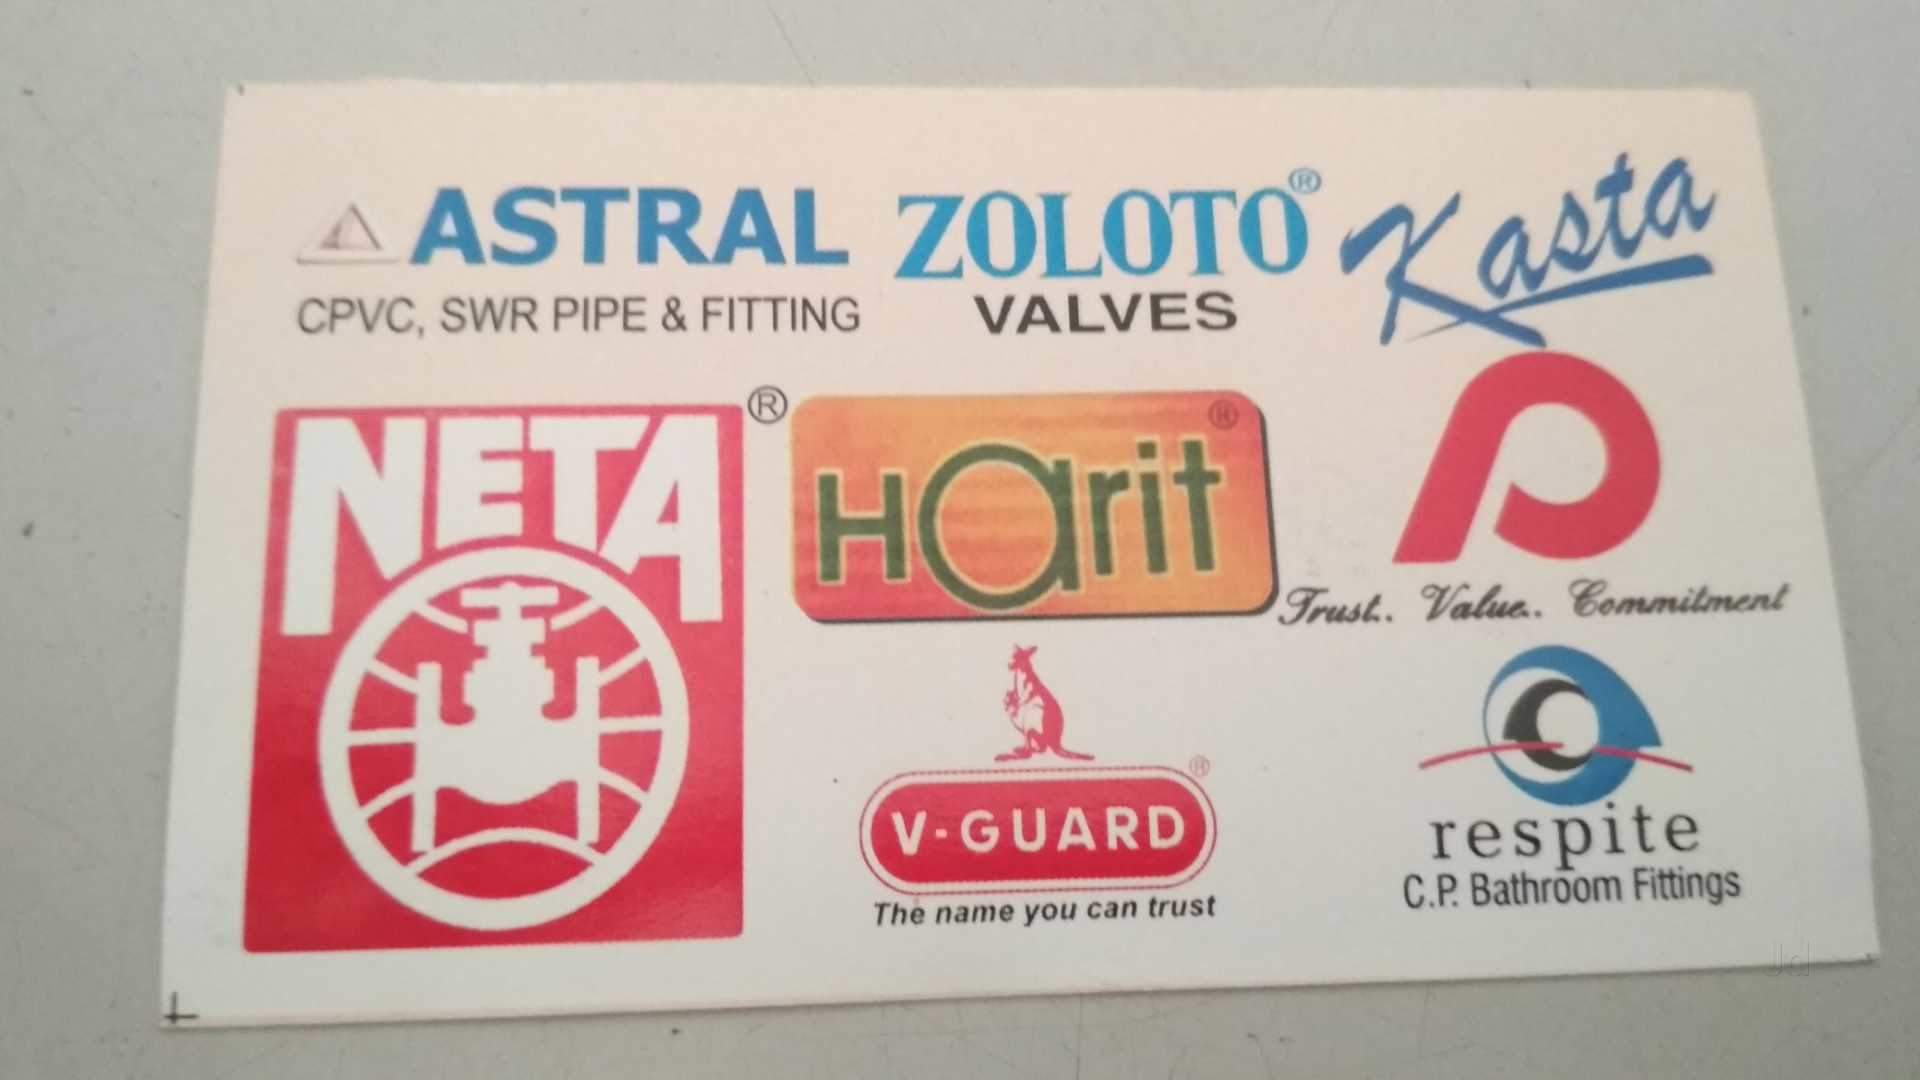 ASTRAL
CPVC, SWR PIPE & FITTING
ZOLOTO®
VALVES
Kasta
NETA®
Harit®
P
Trust.. Value.. Commitment
V-GUARD®
The name you can trust
respite
C.P. Bathroom Fittings
Jd